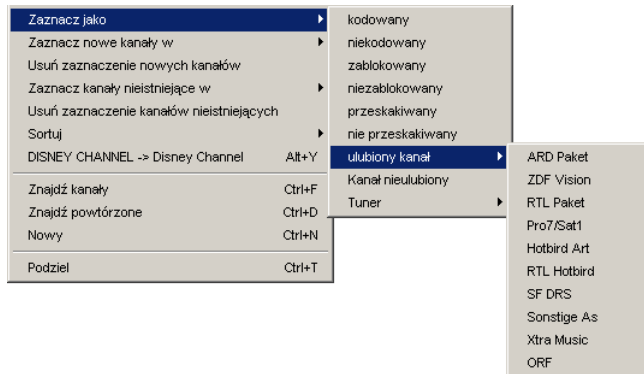 Zaznacz jako
Zaznacz nowe kanały w
Usuń zaznaczenie nowych kanałów
Zaznacz kanały nieistniejące w
Usuń zaznaczenie kanałów nieistniejących
Sortuj
DISNEY CHANNEL -> Disney Channel Alt+Y
Znajdź kanały Ctrl+F
Znajdź powtórzone Ctrl+D
Nowy Ctrl+N
Podziel Ctrl+T
kodowany
niekodowany
zablokowany
niezablokowany
przeskakiwany
nie przeskakiwany
ulubiony kanał
Kanał nieulubiony
Tuner
ARD Paket
ZDF Vision
RTL Paket
Pro7/Sat1
Hotbird Art
RTL Hotbird
SF DRS
Sonstige As
Xtra Music
ORF